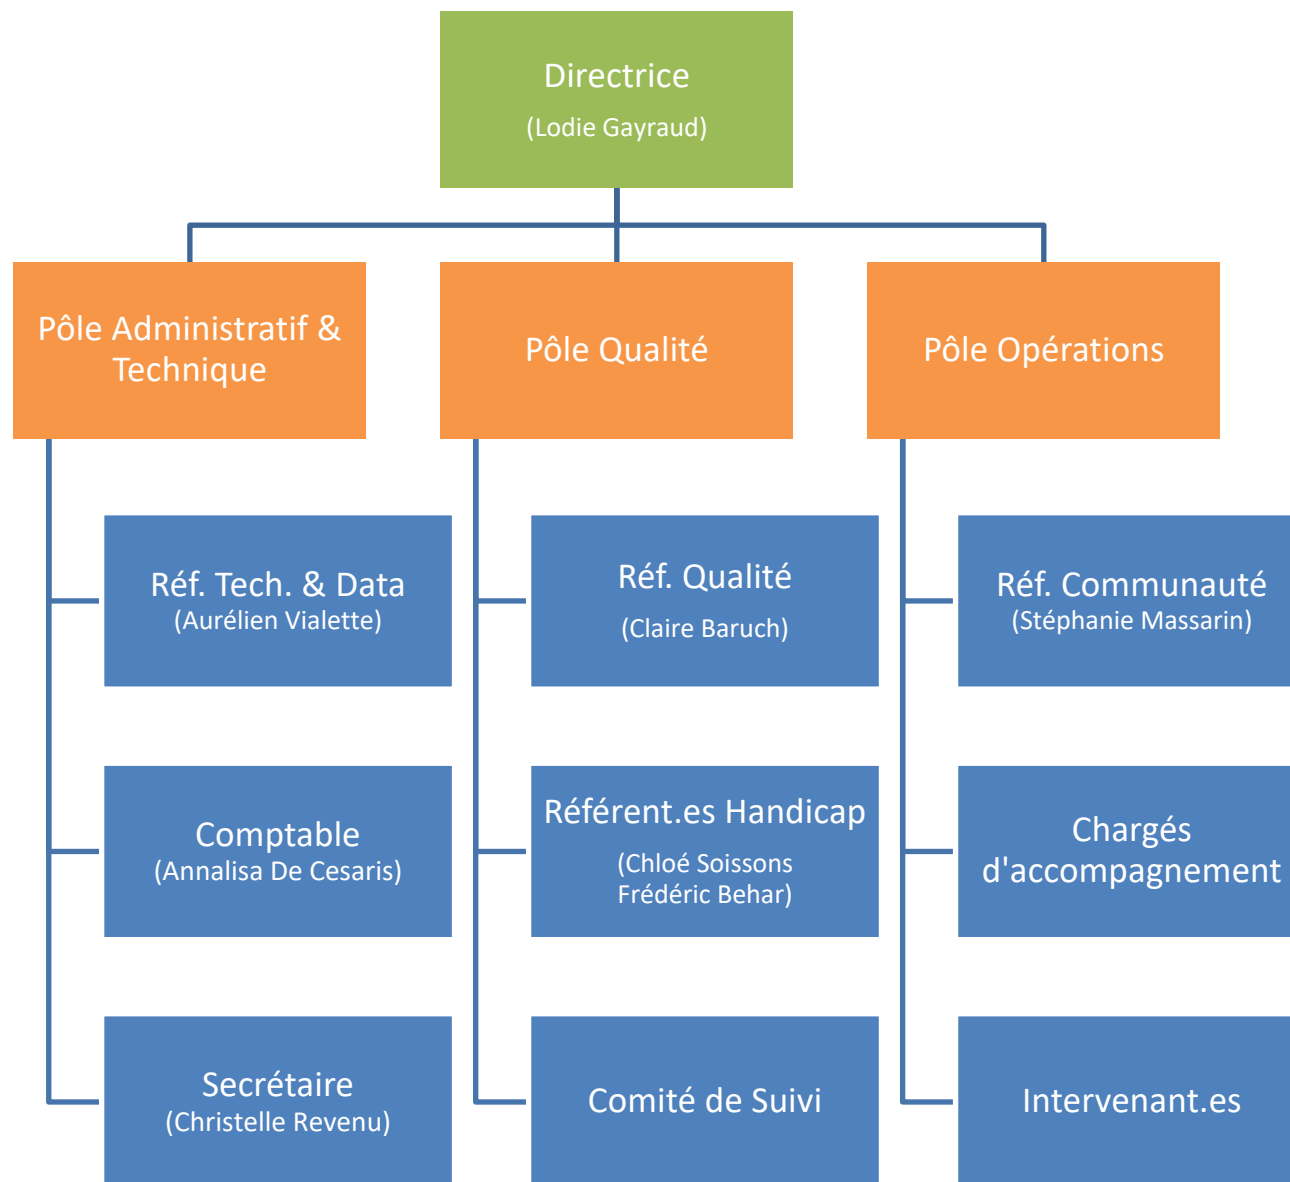 Directrice
(Lodie Gayraud)
Pôle Administratif &
Technique
Pôle Qualité
Pôle Opérations
Réf. Tech. & Data
(Aurélien Vialette)
Réf. Qualité
(Claire Baruch)
Réf. Communauté
(Stéphanie Massarin)
Comptable
(Annalisa De Cesaris)
Référent.es Handicap
(Chloé Soissons
Frédéric Behar)
Chargés
d'accompagnement
Secrétaire
(Christelle Revenu)
Comité de Suivi
Intervenant.es